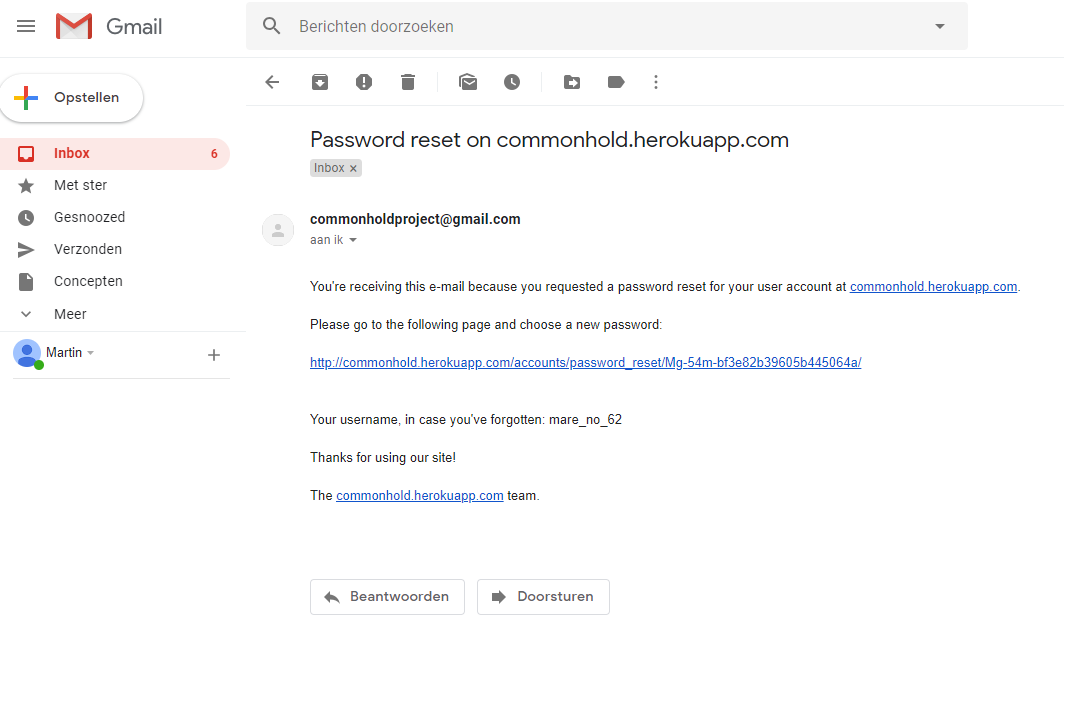 Gmail
Berichten doorzoeken
Opstellen
Inbox 6
Met ster
Gesnoozed
Verzonden
Concepten
Meer
Martin
Password reset on commonhold.herokuapp.com
Inbox x
commonholdproject@gmail.com
aan ik
You're receiving this e-mail because you requested a password reset for your user account at commonhold.herokuapp.com.
Please go to the following page and choose a new password:
http://commonhold.herokuapp.com/accounts/password_reset/Mg-54m-bf3e82b39605b445064a/
Your username, in case you've forgotten: mare_no_62
Thanks for using our site!
The commonhold.herokuapp.com team.
Beantwoorden
Doorsturen